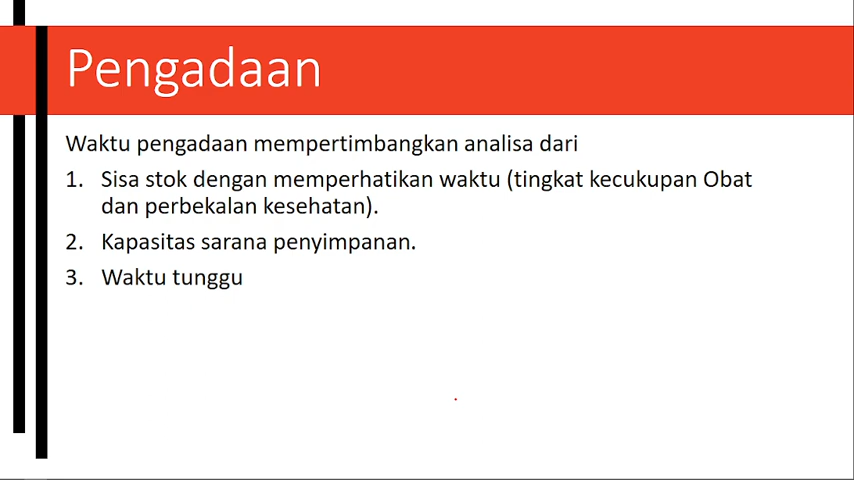 Pengadaan
Waktu pengadaan mempertimbangkan analisa dari
1. Sisa stok dengan memperhatikan waktu (tingkat kecukupan Obat
dan perbekalan kesehatan).
2. Kapasitas sarana penyimpanan.
3. Waktu tunggu